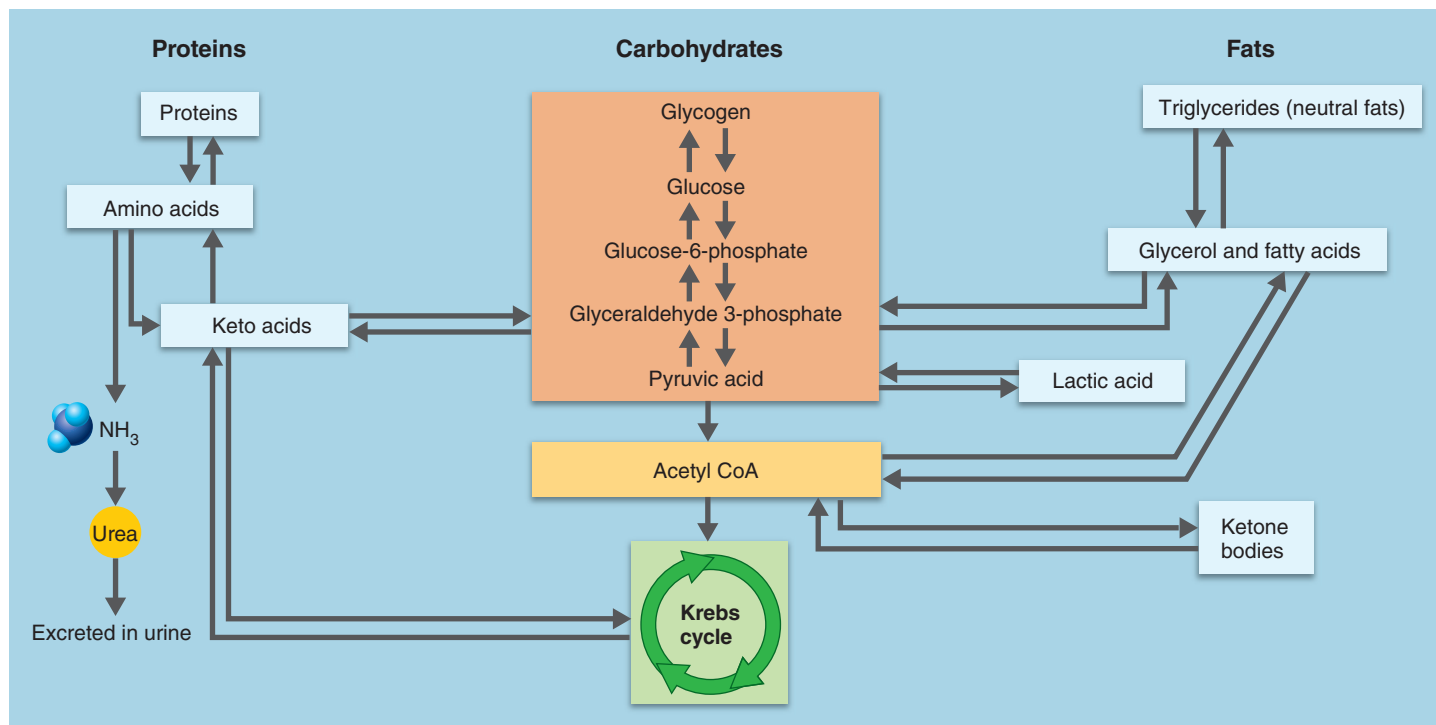 Proteins
Carbohydrates
Fats
Proteins
Amino acids
Keto acids
NH3
Urea
Excreted in urine
Glycogen
Glucose
Glucose-6-phosphate
Glyceraldehyde 3-phosphate
Pyruvic acid
Acetyl CoA
Krebs
cycle
Triglycerides (neutral fats)
Glycerol and fatty acids
Lactic acid
Ketone
bodies